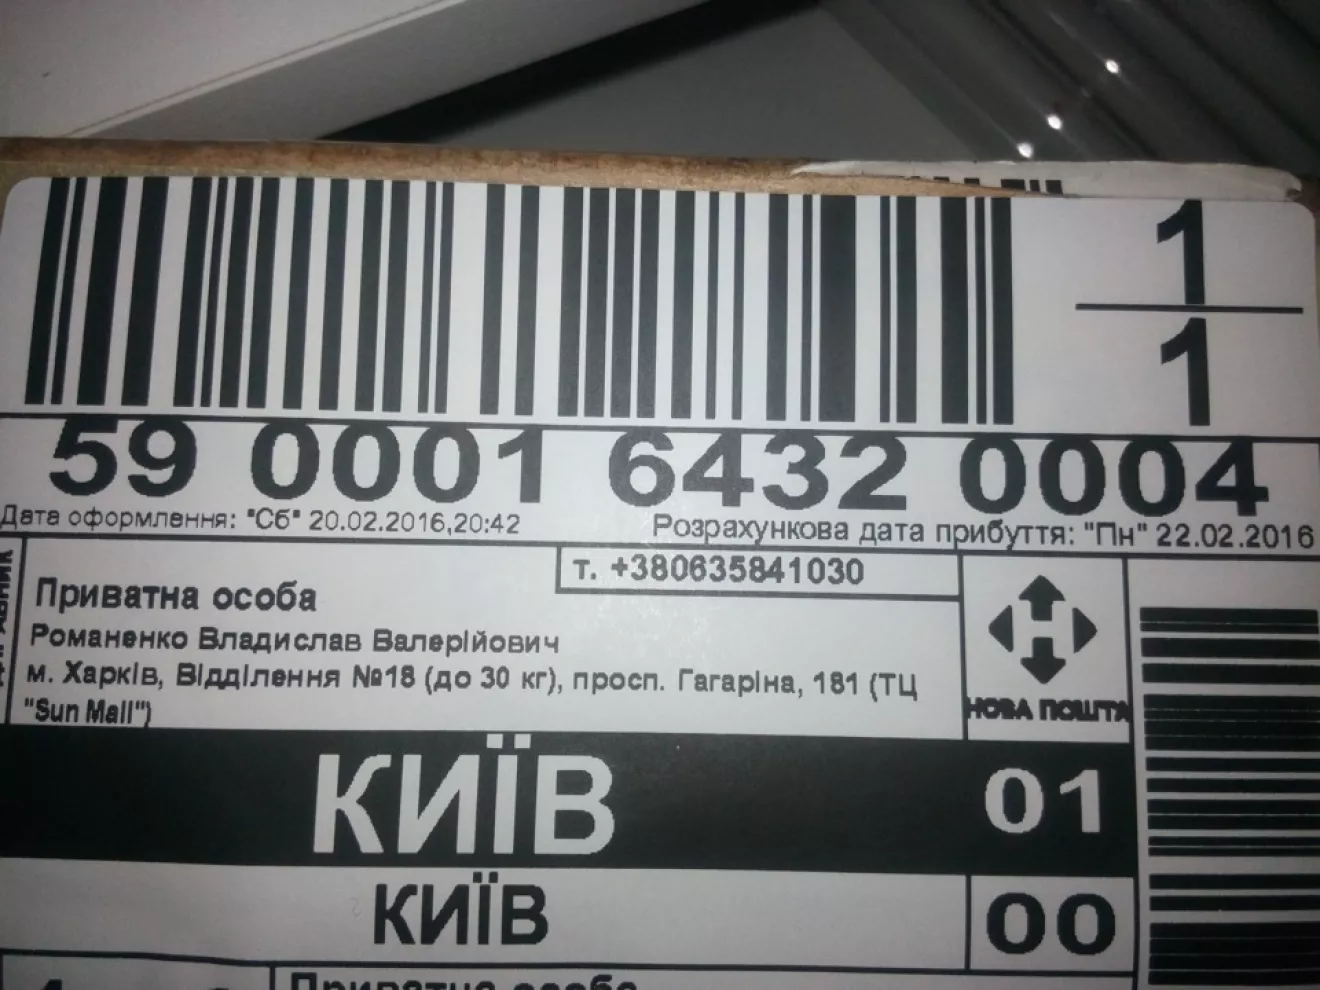 1
1
59 0001 6432 0004
Дата оформлення: "Сб" 20.02.2016,20:42
Розрахункова дата прибуття: "Пн" 22.02.2016
т. +380635841030
Приватна особа
Романенко Владислав Валерійович
м. Харків, Відділення №18 (до 30 кг), просп. Гагаріна, 181 (ТЦ
"Sun Mall")
НОВА ПОШТА
КИЇВ 01
КИЇВ 00
Приватна особа